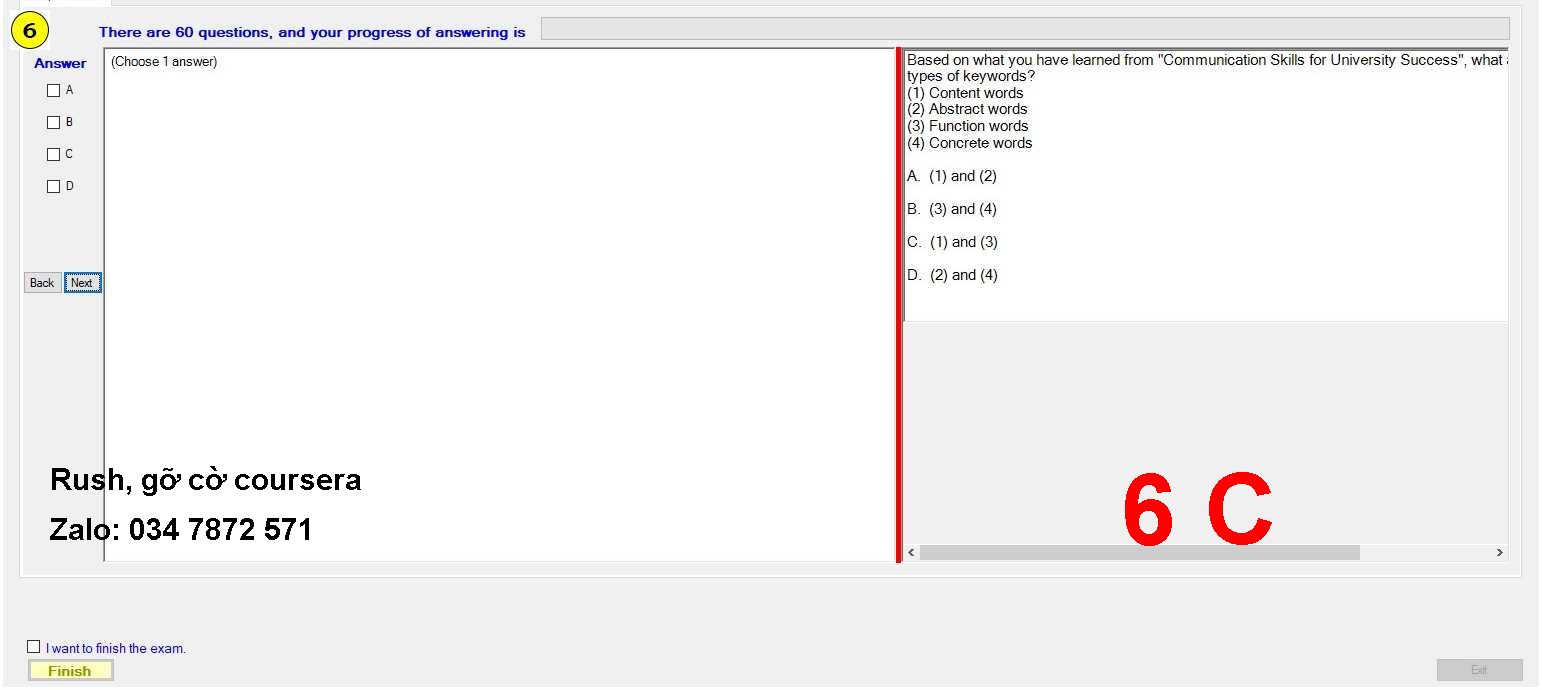 6
There are 60 questions, and your progress of answering is
Answer
A
B
C
D
Back
Next
(Choose 1 answer)
Based on what you have learned from "Communication Skills for University Success", what
types of keywords?
(1) Content words
(2) Abstract words
(3) Function words
(4) Concrete words
A. (1) and (2)
B. (3) and (4)
C. (1) and (3)
D. (2) and (4)
Rush, gỡ cờ coursera
Zalo: 034 7872 571
6 C
I want to finish the exam.
Finish
Exit